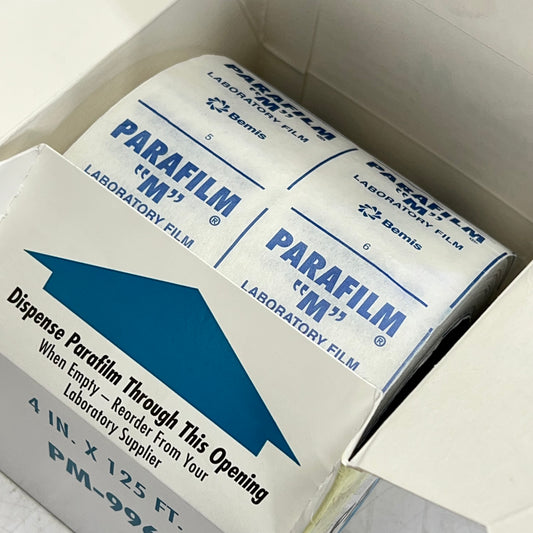 PARAFILM
"M"
LABORATORY FILM
Bemis
5
PARAFILM
"M"®
LABORATORY FILM
PARAFILM
"M"
LABORATORY FILM
Bemis
6
PARAFILM
"M"®
LABORATORY FILM
Dispense Parafilm Through This Opening
When Empty – Reorder From Your
Laboratory Supplier
4 IN. X 125 FT.